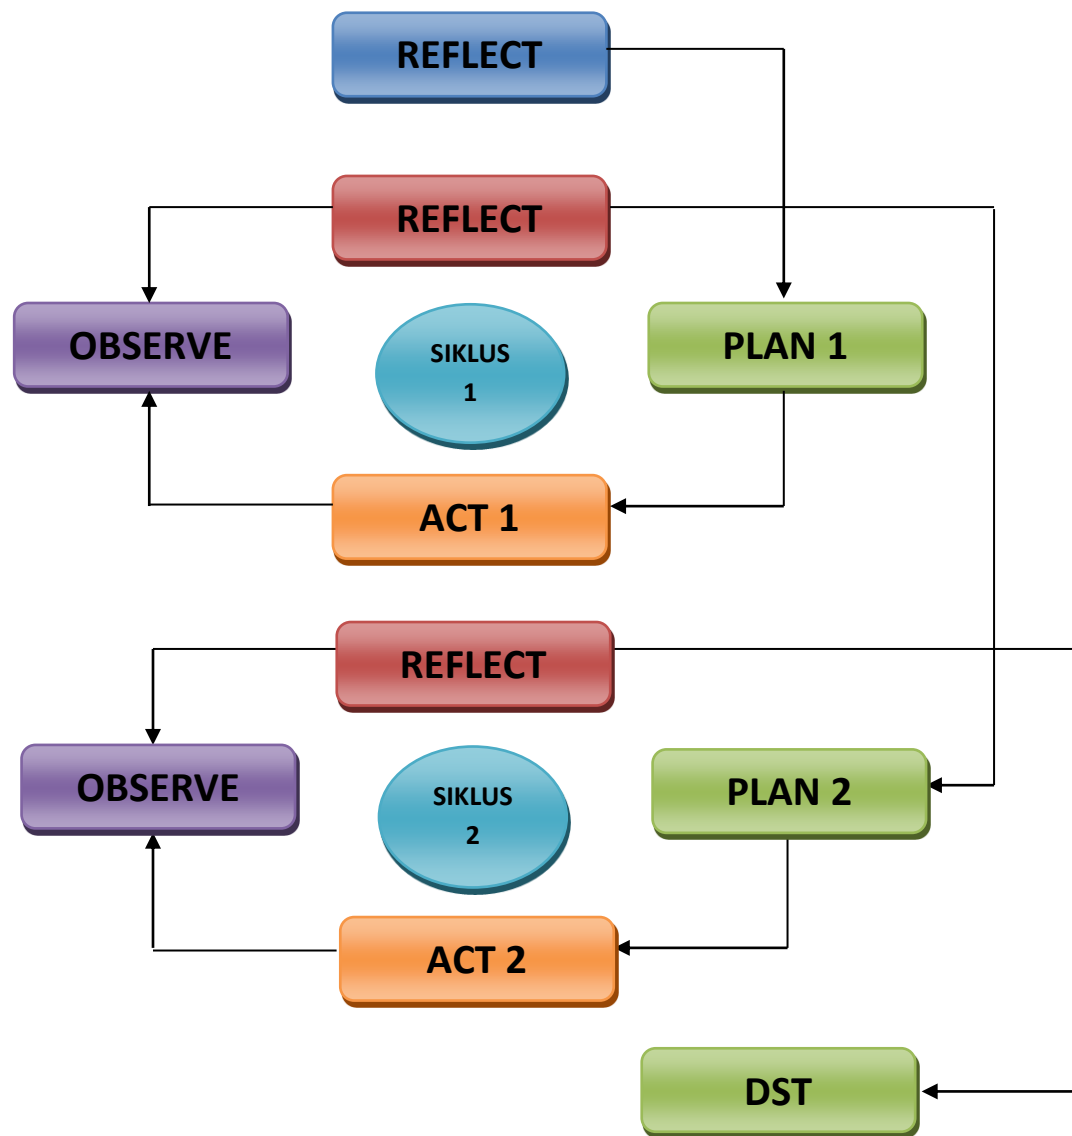 REFLECT
REFLECT
OBSERVE
SIKLUS
1
PLAN 1
ACT 1
REFLECT
OBSERVE
SIKLUS
2
PLAN 2
ACT 2
DST